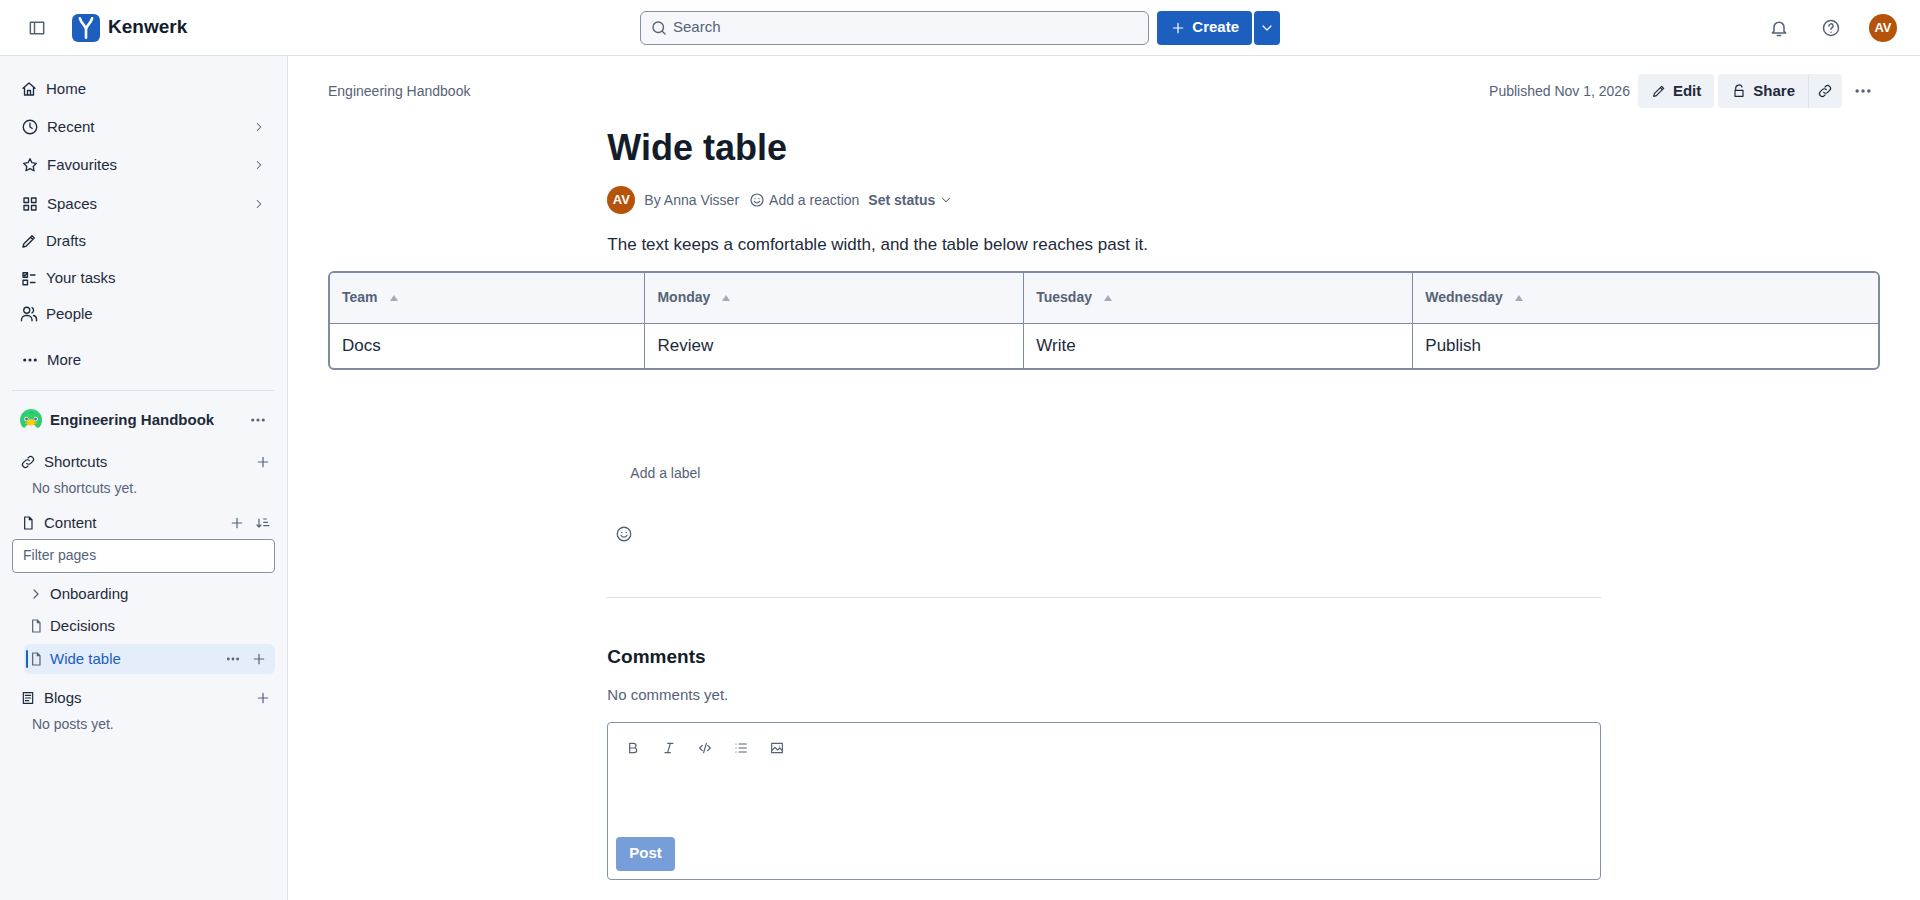 Kenwerk
Search
Create
AV
Home
Recent
Favourites
Spaces
Drafts
Your tasks
People
More
Engineering Handbook
Shortcuts
No shortcuts yet.
Content
Filter pages
Onboarding
Decisions
Wide table
Blogs
No posts yet.
Engineering Handbook
Published Nov 1, 2026
Edit
Share
Wide table
AV By Anna Visser Add a reaction Set status
The text keeps a comfortable width, and the table below reaches past it.
Team Monday Tuesday Wednesday
Docs Review Write Publish
Add a label
Comments
No comments yet.
Post